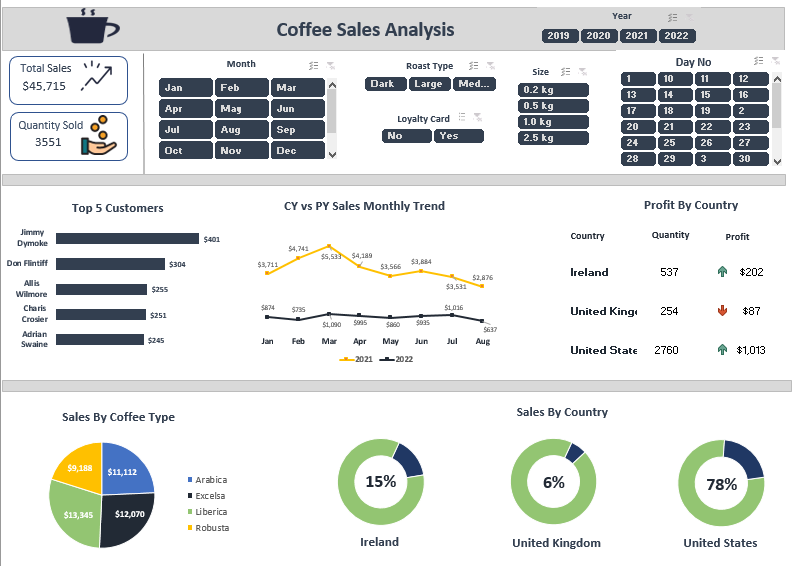 Coffee Sales Analysis
Year
2019 2020 2021 2022
Total Sales
$45,715
Quantity Sold
3551
Month
Jan Feb Mar
Apr May Jun
Jul Aug Sep
Oct Nov Dec
Roast Type
Dark Large Med...
Loyalty Card
No Yes
Size
0.2 kg
0.5 kg
1.0 kg
2.5 kg
Day No
1 10 11 12
13 14 15 16
17 18 19 2
20 21 22 23
24 25 26 27
28 29 3 30
Top 5 Customers
Jimmy
Dymoke
$401
Don Flintiff
$304
Allis
Wilmore
$255
Charis
Crosier
$251
Adrian
Swaine
$245
CY vs PY Sales Monthly Trend
$3,711 $4,741 $5,533 $4,189 $3,566 $3,884 $3,531 $2,876
$874 $735 $1,090 $995 $860 $935 $1,016 $637
Jan Feb Mar Apr May Jun Jul Aug
2021 2022
Profit By Country
Country Quantity Profit
Ireland 537 $202
United Kingd 254 $87
United State 2760 $1,013
Sales By Coffee Type
$9,188 $11,112
$13,345 $12,070
Arabica
Excelsa
Liberica
Robusta
Sales By Country
15%
Ireland
6%
United Kingdom
78%
United States